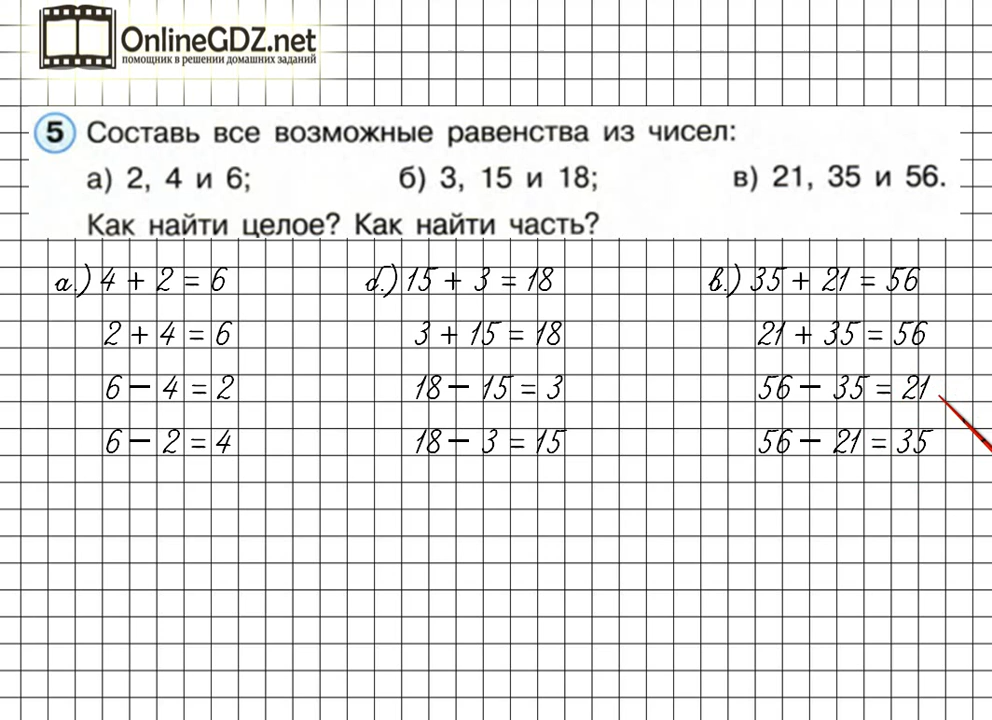 OnlineGDZ.net
помощник в решении домашних заданий
5 Составь все возможные равенства из чисел:
а) 2, 4 и 6; б) 3, 15 и 18; в) 21, 35 и 56.
Как найти целое? Как найти часть?
а.) 4 + 2 = 6 б.) 15 + 3 = 18 в.) 35 + 21 = 56
2 + 4 = 6 3 + 15 = 18 21 + 35 = 56
6 − 4 = 2 18 − 15 = 3 56 − 35 = 21
6 − 2 = 4 18 − 3 = 15 56 − 21 = 35